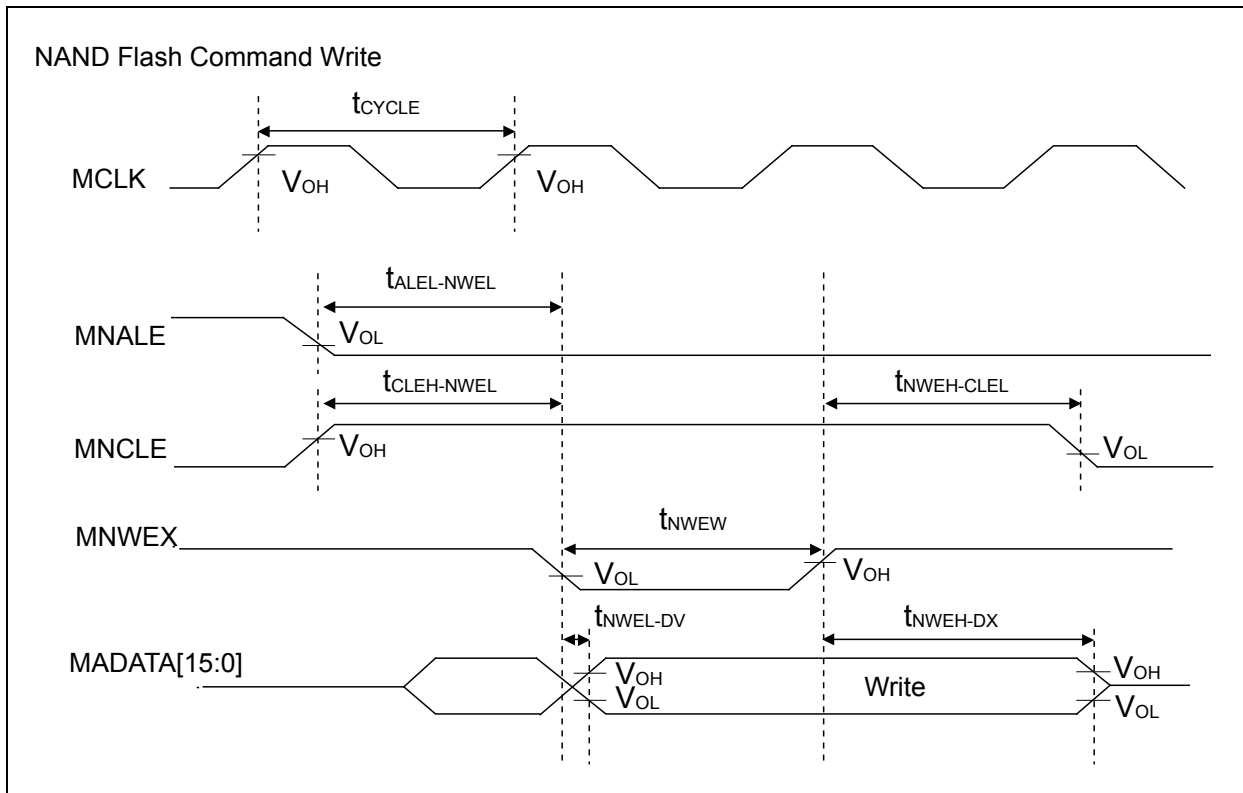 NAND Flash Command Write
tCYCLE
MCLK
VOH
VOH
tALEL-NWEL
MNALE
VOL
tCLEH-NWEL
tNWEH-CLEL
MNCLE
VOH
VOL
MNWEX
tNWEW
VOL
VOH
tNWEL-DV
tNWEH-DX
MADATA[15:0]
VOH
VOH
Write
VOL
VOL